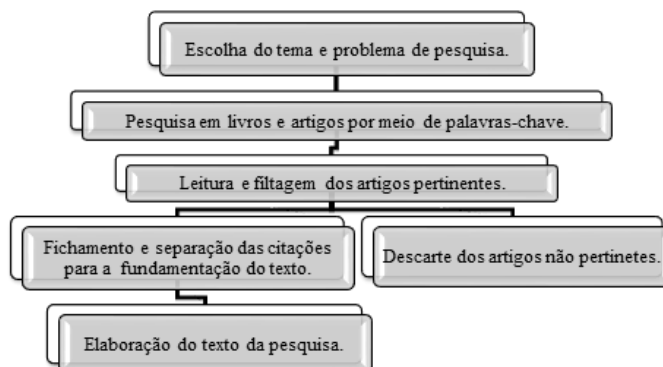 Escolha do tema e problema de pesquisa.
Pesquisa em livros e artigos por meio de palavras-chave.
Leitura e filtagem dos artigos pertinentes.
Fichamento e separação das citações
para a fundamentação do texto.
Descarte dos artigos não pertinetes.
Elaboração do texto da pesquisa.